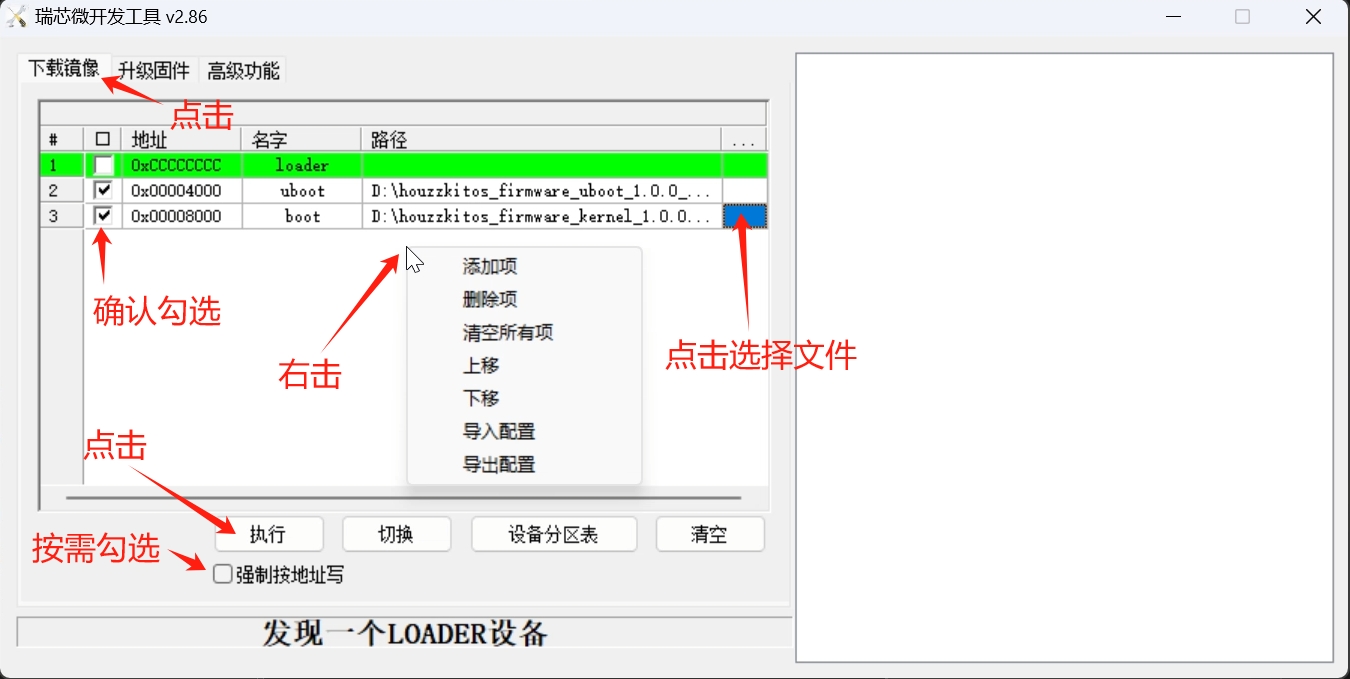 瑞芯微开发工具 v2.86
下载镜像 升级固件 高级功能
点击
# 地址 名字 路径 ...
1 0xCCCCCCCC loader
2 0x00004000 uboot D:\houzzkitos_firmware_uboot_1.0.0_...
3 0x00008000 boot D:\houzzkitos_firmware_kernel_1.0.0...
确认勾选
右击
点击选择文件
添加项
删除项
清空所有项
上移
下移
导入配置
导出配置
点击
执行 切换 设备分区表 清空
按需勾选
强制按地址写
发现一个LOADER设备